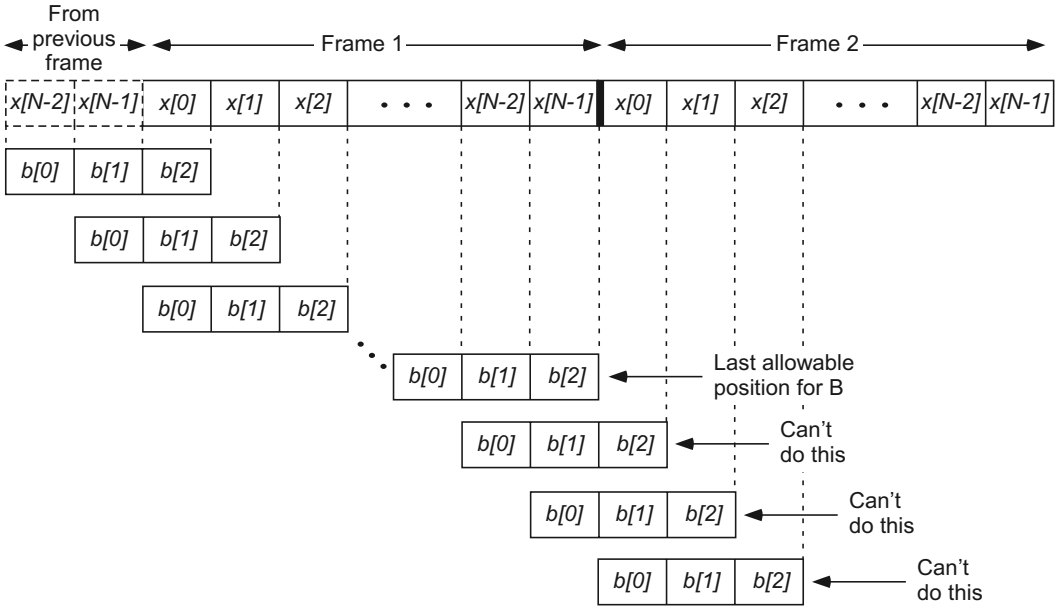 From
previous
frame
Frame 1
Frame 2
x[N-2] x[N-1] x[0] x[1] x[2] • • • x[N-2] x[N-1] x[0] x[1] x[2] • • • x[N-2] x[N-1]
b[0] b[1] b[2]
b[0] b[1] b[2]
b[0] b[1] b[2]
b[0] b[1] b[2]
Last allowable
position for B
b[0] b[1] b[2]
Can't
do this
b[0] b[1] b[2]
Can't
do this
b[0] b[1] b[2]
Can't
do this